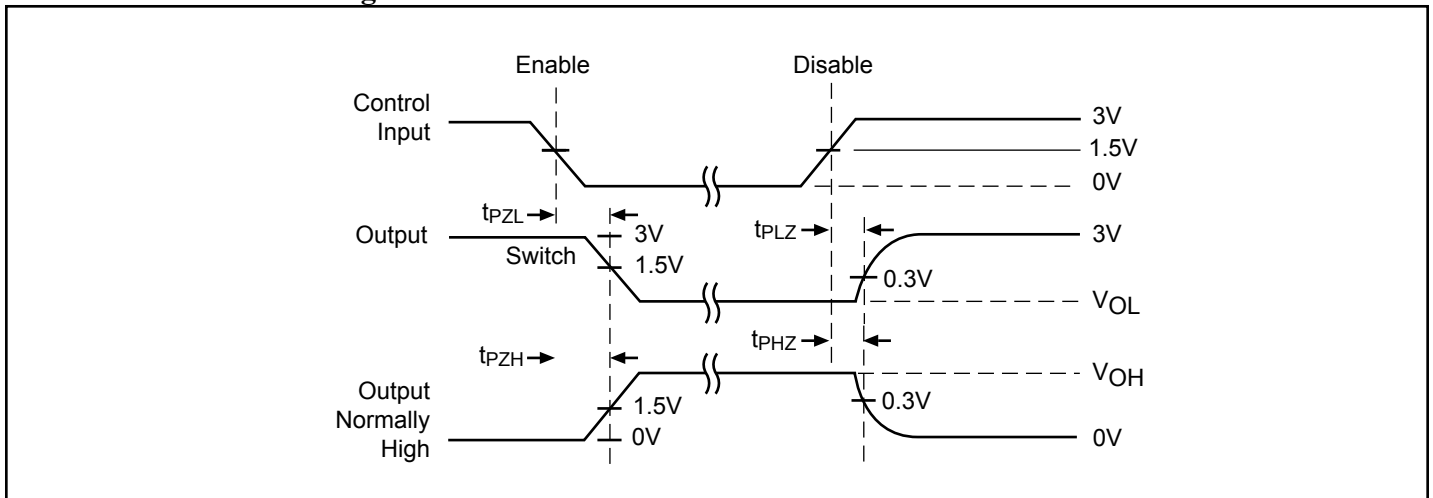 Enable
Disable
Control
Input
3V
1.5V
0V
tPZL
Output
Switch
3V
1.5V
tPLZ
3V
0.3V
VOL
tPZH
tPHZ
VOH
Output
Normally
High
1.5V
0V
0.3V
0V